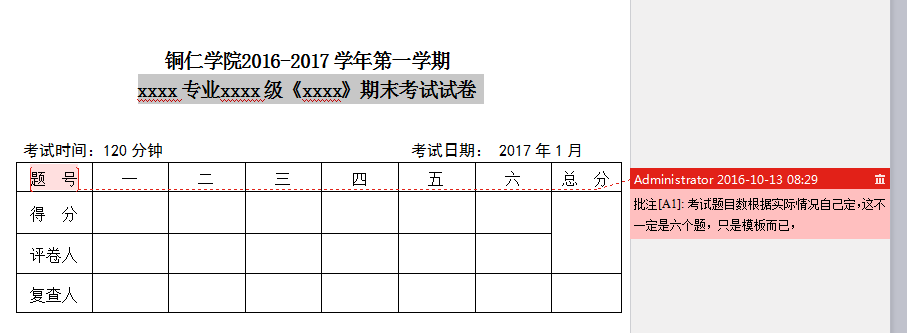 铜仁学院2016-2017 学年第一学期
xxxx 专业xxxx 级《xxxx》期末考试试卷
考试时间：120 分钟 考试日期： 2017 年 1 月
题 号 一 二 三 四 五 六 总 分
得 分
评卷人
复查人
Administrator 2016-10-13 08:29
批注[A1]: 考试题目数根据实际情况自己定，这不
一定是六个题，只是模板而已，